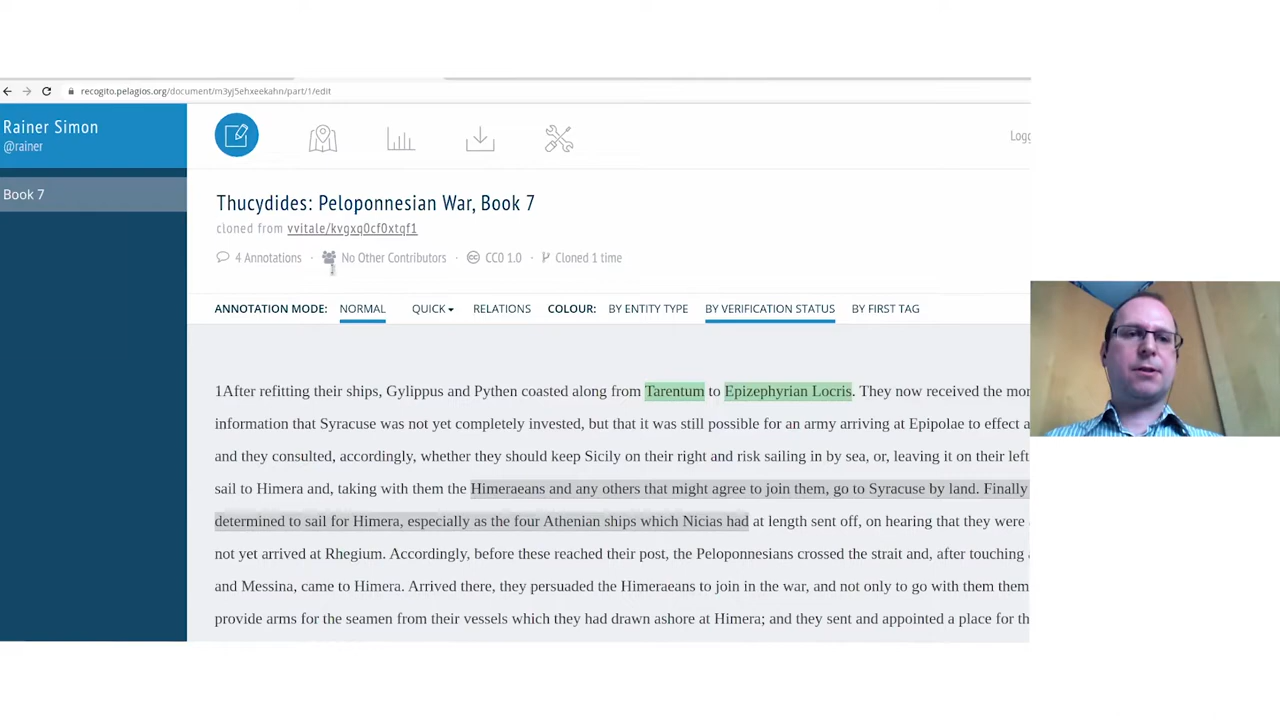 recogito.pelagios.org/document/m3yj5ehxeekahn/part/1/edit
Rainer Simon
@rainer
Logg
Book 7
Thucydides: Peloponnesian War, Book 7
cloned from vvitale/kvgxq0cf0xtqf1
4 Annotations · No Other Contributors · CC0 1.0 · Cloned 1 time
ANNOTATION MODE: NORMAL QUICK RELATIONS COLOUR: BY ENTITY TYPE BY VERIFICATION STATUS BY FIRST TAG
1After refitting their ships, Gylippus and Pythen coasted along from Tarentum to Epizephyrian Locris. They now received the mor
information that Syracuse was not yet completely invested, but that it was still possible for an army arriving at Epipolae to effect a
and they consulted, accordingly, whether they should keep Sicily on their right and risk sailing in by sea, or, leaving it on their left
sail to Himera and, taking with them the Himeraeans and any others that might agree to join them, go to Syracuse by land. Finally
determined to sail for Himera, especially as the four Athenian ships which Nicias had at length sent off, on hearing that they were
not yet arrived at Rhegium. Accordingly, before these reached their post, the Peloponnesians crossed the strait and, after touching
and Messina, came to Himera. Arrived there, they persuaded the Himeraeans to join in the war, and not only to go with them them
provide arms for the seamen from their vessels which they had drawn ashore at Himera; and they sent and appointed a place for th